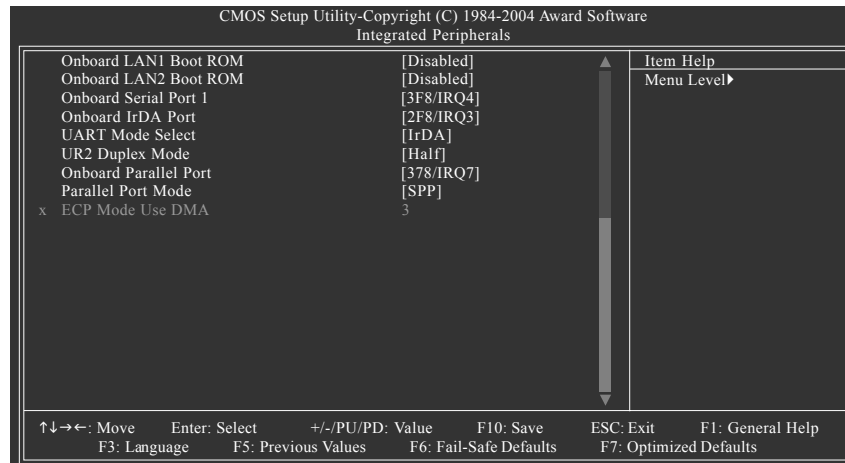 CMOS Setup Utility-Copyright (C) 1984-2004 Award Software
Integrated Peripherals
Onboard LAN1 Boot ROM [Disabled]
Onboard LAN2 Boot ROM [Disabled]
Onboard Serial Port 1 [3F8/IRQ4]
Onboard IrDA Port [2F8/IRQ3]
UART Mode Select [IrDA]
UR2 Duplex Mode [Half]
Onboard Parallel Port [378/IRQ7]
Parallel Port Mode [SPP]
x ECP Mode Use DMA 3
Item Help
Menu Level▶
↑↓→←: Move Enter: Select +/-/PU/PD: Value F10: Save ESC: Exit F1: General Help
F3: Language F5: Previous Values F6: Fail-Safe Defaults F7: Optimized Defaults